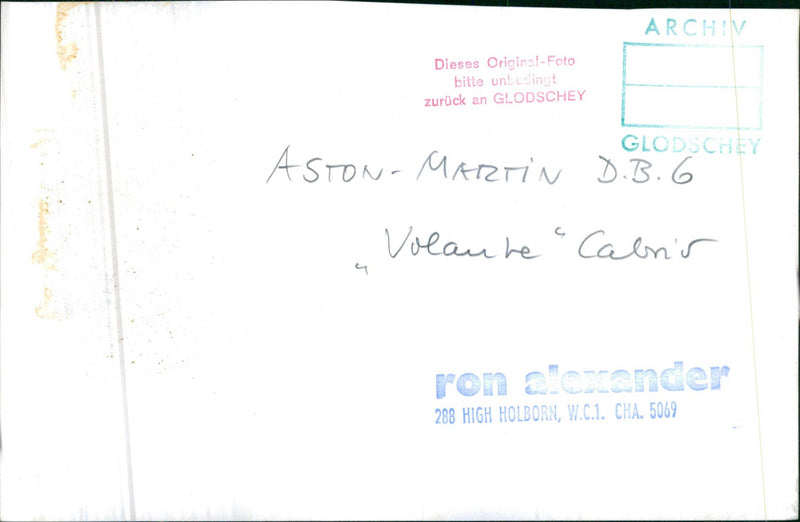 ARCHIV
Dieses Original-Foto
bitte unbedingt
zurück an GLODSCHEY
GLODSCHEY
ASTON-MARTIN D.B.6
„Volante“ Cabrio
ron alexander
288 HIGH HOLBORN, W.C.1. CHA. 5069